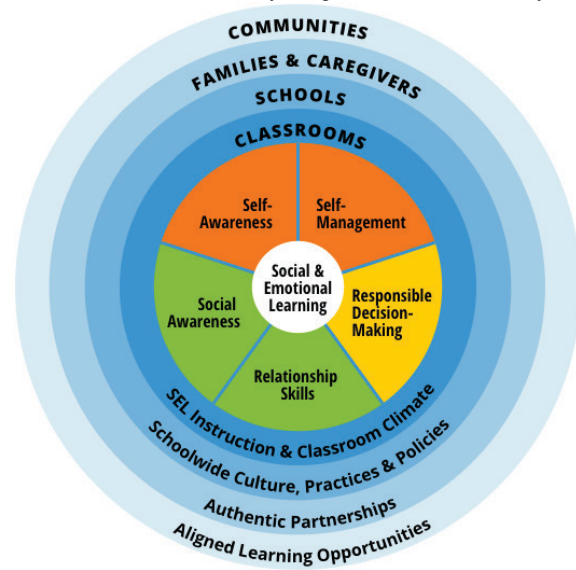 COMMUNITIES
FAMILIES & CAREGIVERS
SCHOOLS
CLASSROOMS
Self-
Awareness
Self-
Management
Social &
Emotional
Learning
Social
Awareness
Responsible
Decision-
Making
Relationship
Skills
SEL Instruction & Classroom Climate
Schoolwide Culture, Practices & Policies
Authentic Partnerships
Aligned Learning Opportunities